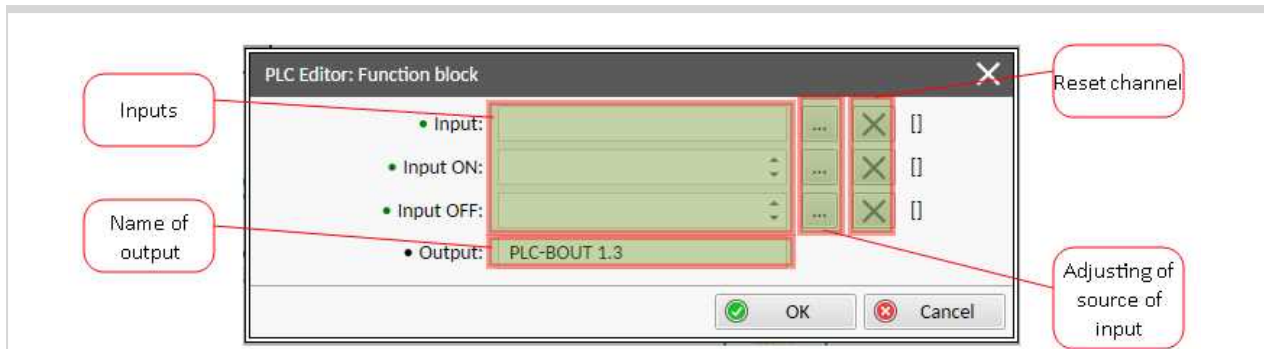 PLC Editor: Function block
Reset channel
Inputs
• Input:
...
[]
• Input ON:
...
[]
• Input OFF:
...
[]
Name of
output
• Output:
PLC-BOUT 1.3
Adjusting of
source of
input
OK
Cancel